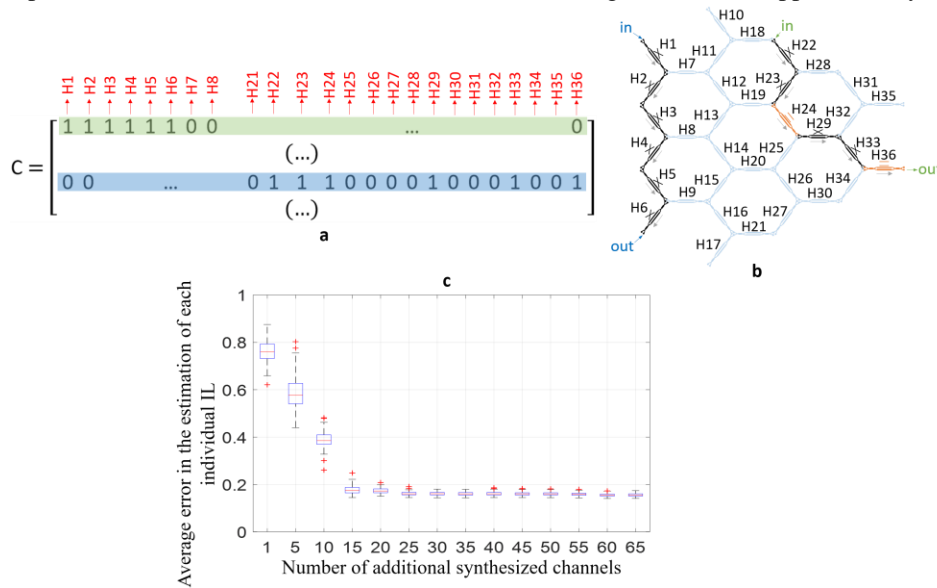 H1 H2 H3 H4 H5 H6 H7 H8 H21 H22 H23 H24 H25 H26 H27 H28 H29 H30 H31 H32 H33 H34 H35 H36
1 1 1 1 1 1 0 0 ... 0
(...)
C =
0 0 ... 0 1 1 1 0 0 0 0 1 0 0 0 1 0 0 1
(...)
a
H10
in H18 in
H1 H11 H22
H7 H28
H2 H12 H23 H31
H19 H35
H3 H13 H24 H32
H8 H29
H4 H14 H25 H33
H20 H36
out
H5 H15 H26 H34
H9 H30
H6 H16 H27
out H21
H17
b
c
Average error in the estimation of each
individual IL
1
0.8
0.6
0.4
0.2
0
1 5 10 15 20 25 30 35 40 45 50 55 60 65
Number of additional synthesized channels